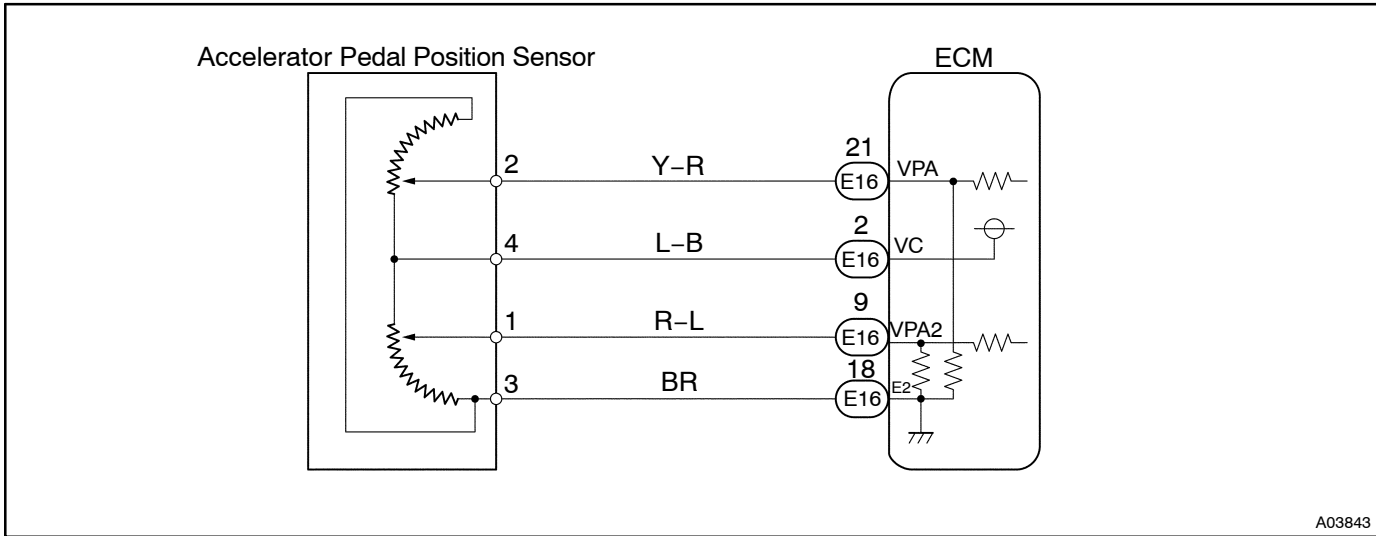 Accelerator Pedal Position Sensor
ECM
2
Y–R
21
E16
VPA
4
L–B
2
E16
VC
1
R–L
9
E16
VPA2
3
BR
18
E16
E2
A03843